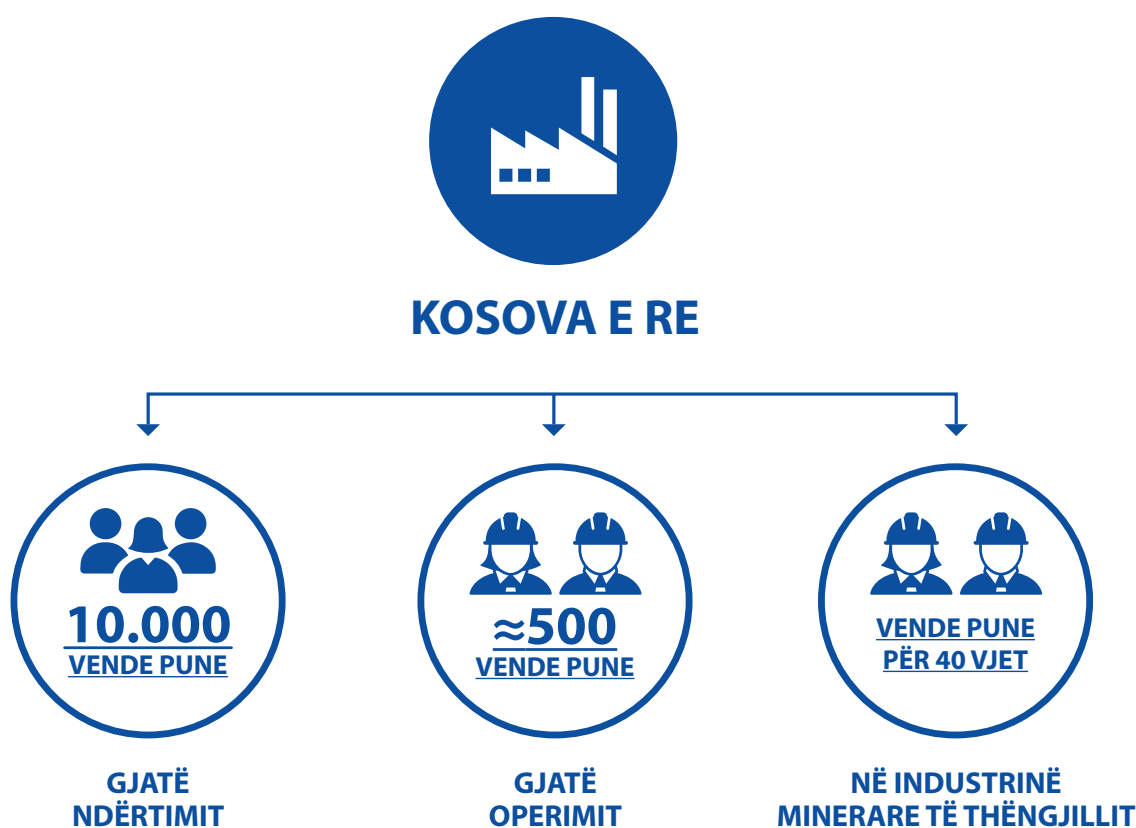 KOSOVA E RE
10.000
VENDE PUNE
GJATË
NDËRTIMIT
≈500
VENDE PUNE
GJATË
OPERIMIT
VENDE PUNE
PËR 40 VJET
NË INDUSTRINË
MINERARE TË THËNGJILLIT